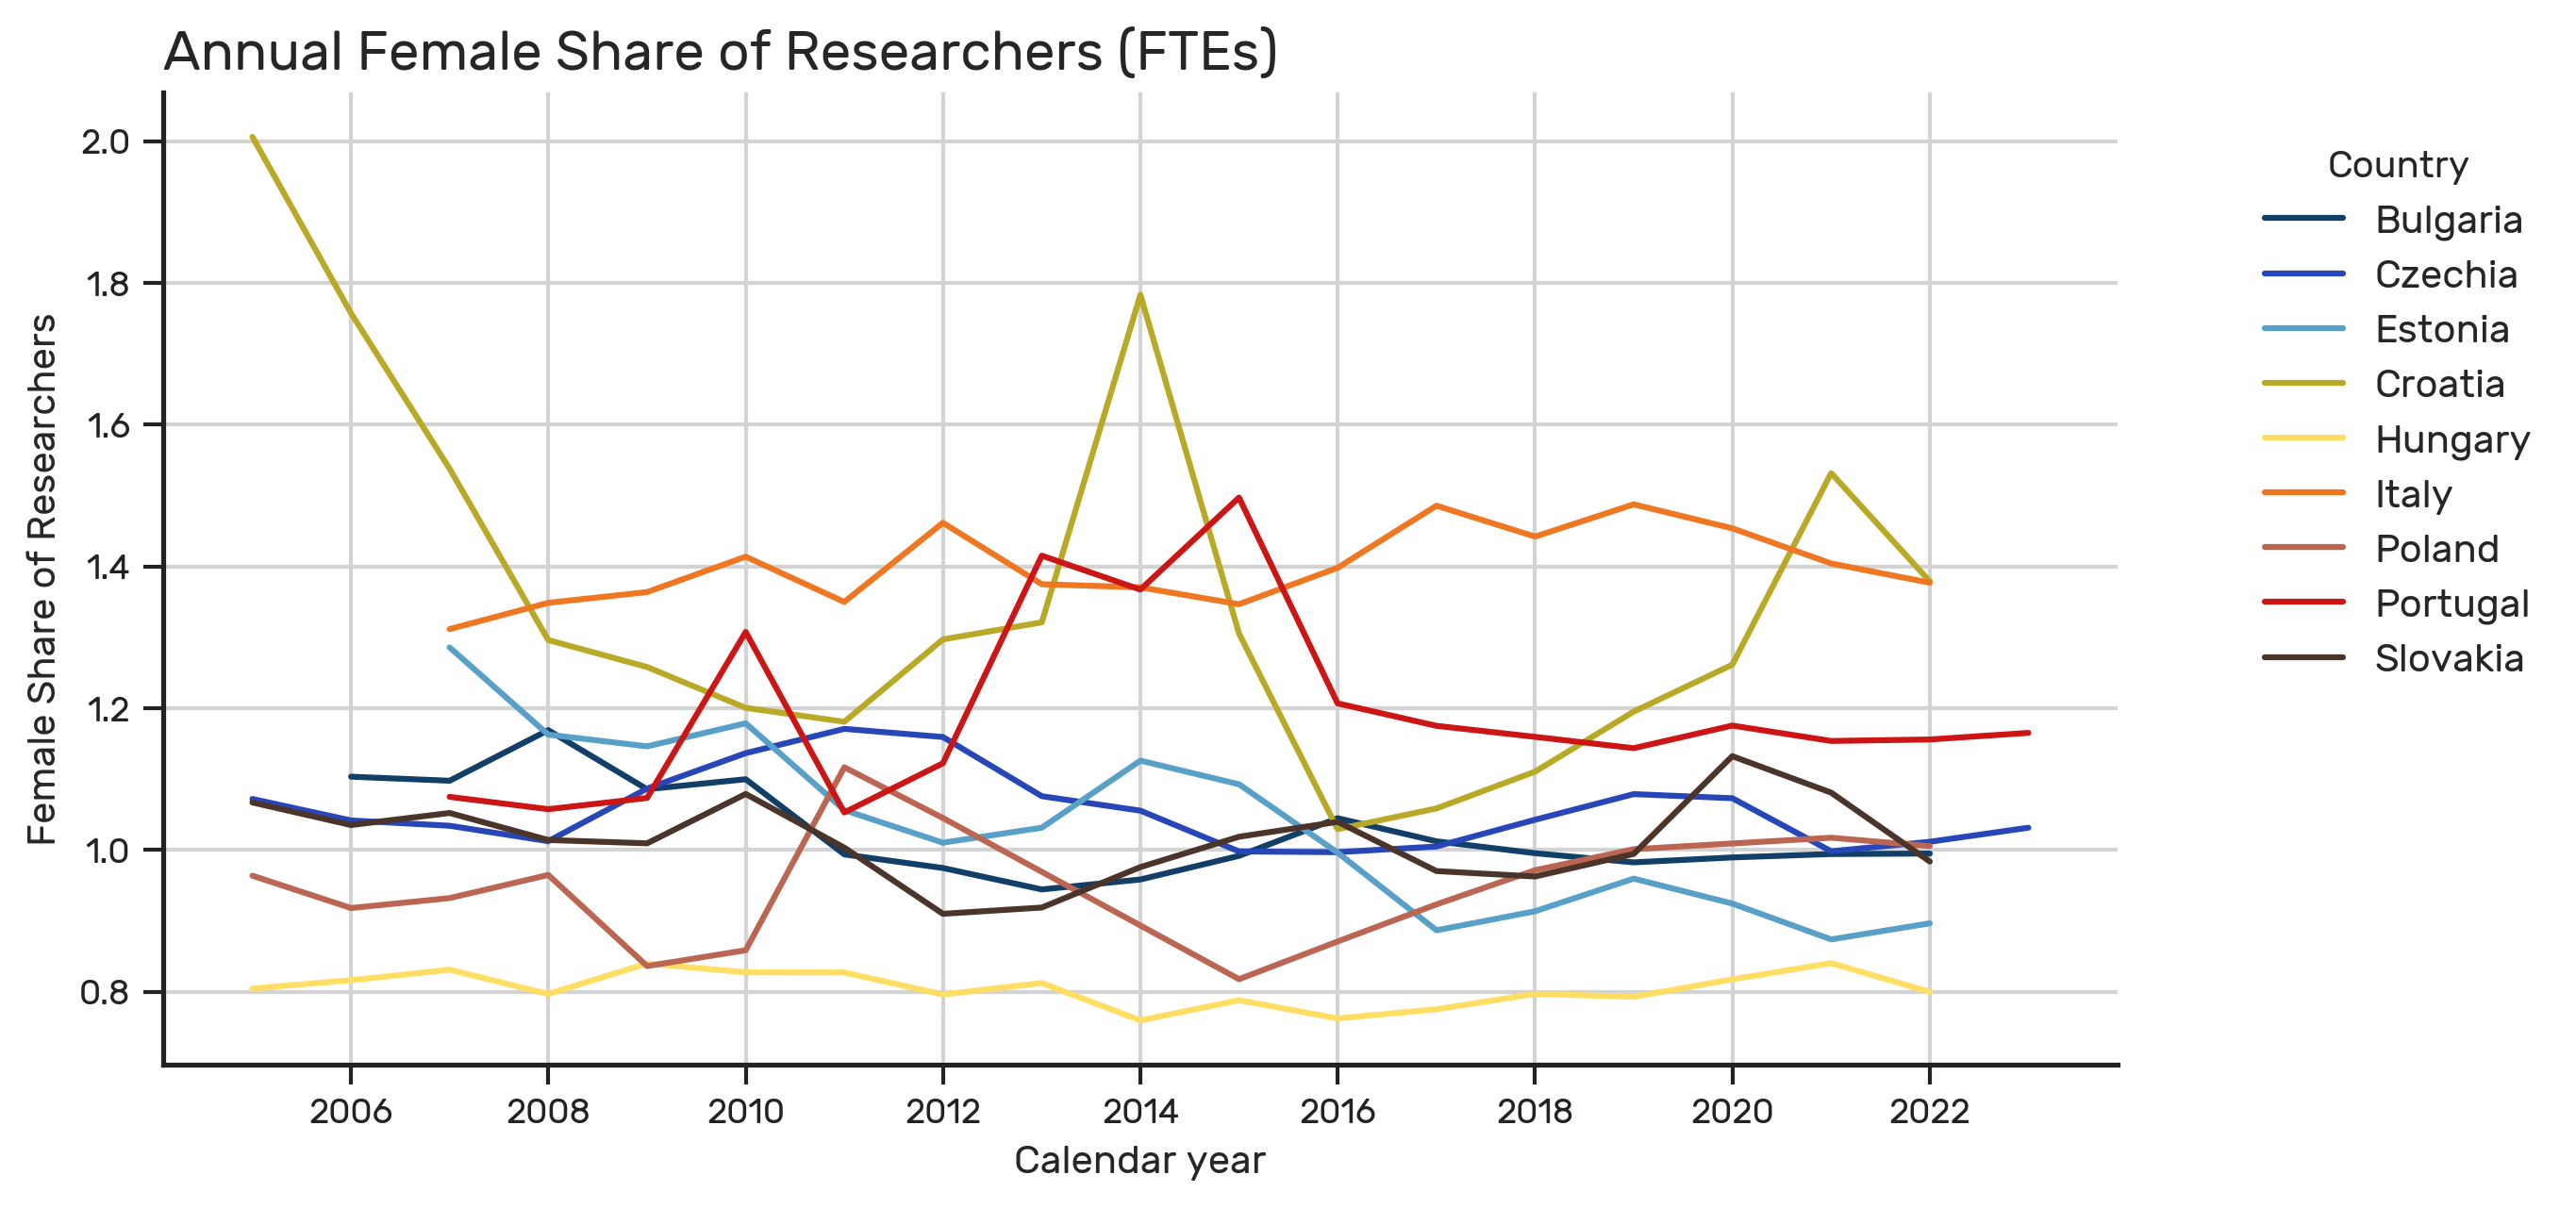 Annual Female Share of Researchers (FTEs)
Female Share of Researchers
2.0
1.8
1.6
1.4
1.2
1.0
0.8
2006 2008 2010 2012 2014 2016 2018 2020 2022
Calendar year
Country
Bulgaria
Czechia
Estonia
Croatia
Hungary
Italy
Poland
Portugal
Slovakia